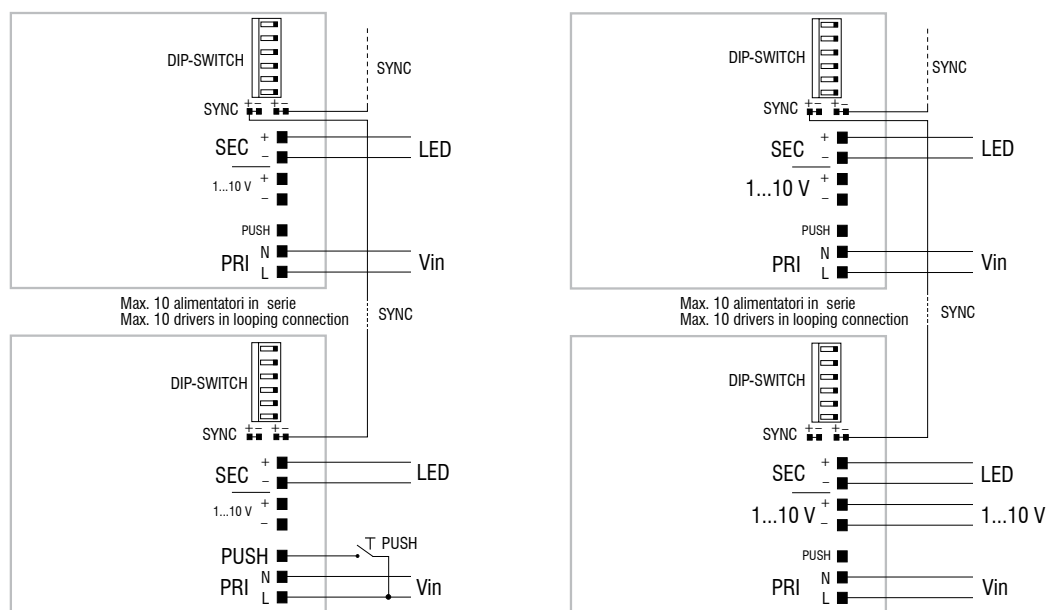 DIP-SWITCH
SYNC
SYNC + - + -
SEC + -
LED
1...10 V + -
PUSH
PRI N L
Vin
Max. 10 alimentatori in serie
Max. 10 drivers in looping connection
SYNC
DIP-SWITCH
SYNC + - + -
SEC + -
LED
1...10 V + -
PUSH
PUSH
PRI N L
Vin
DIP-SWITCH
SYNC
SYNC + - + -
SEC + -
LED
1...10 V + -
PUSH
PRI N L
Vin
Max. 10 alimentatori in serie
Max. 10 drivers in looping connection
SYNC
DIP-SWITCH
SYNC + - + -
SEC + -
LED
1...10 V + -
1...10 V
PUSH
PRI N L
Vin